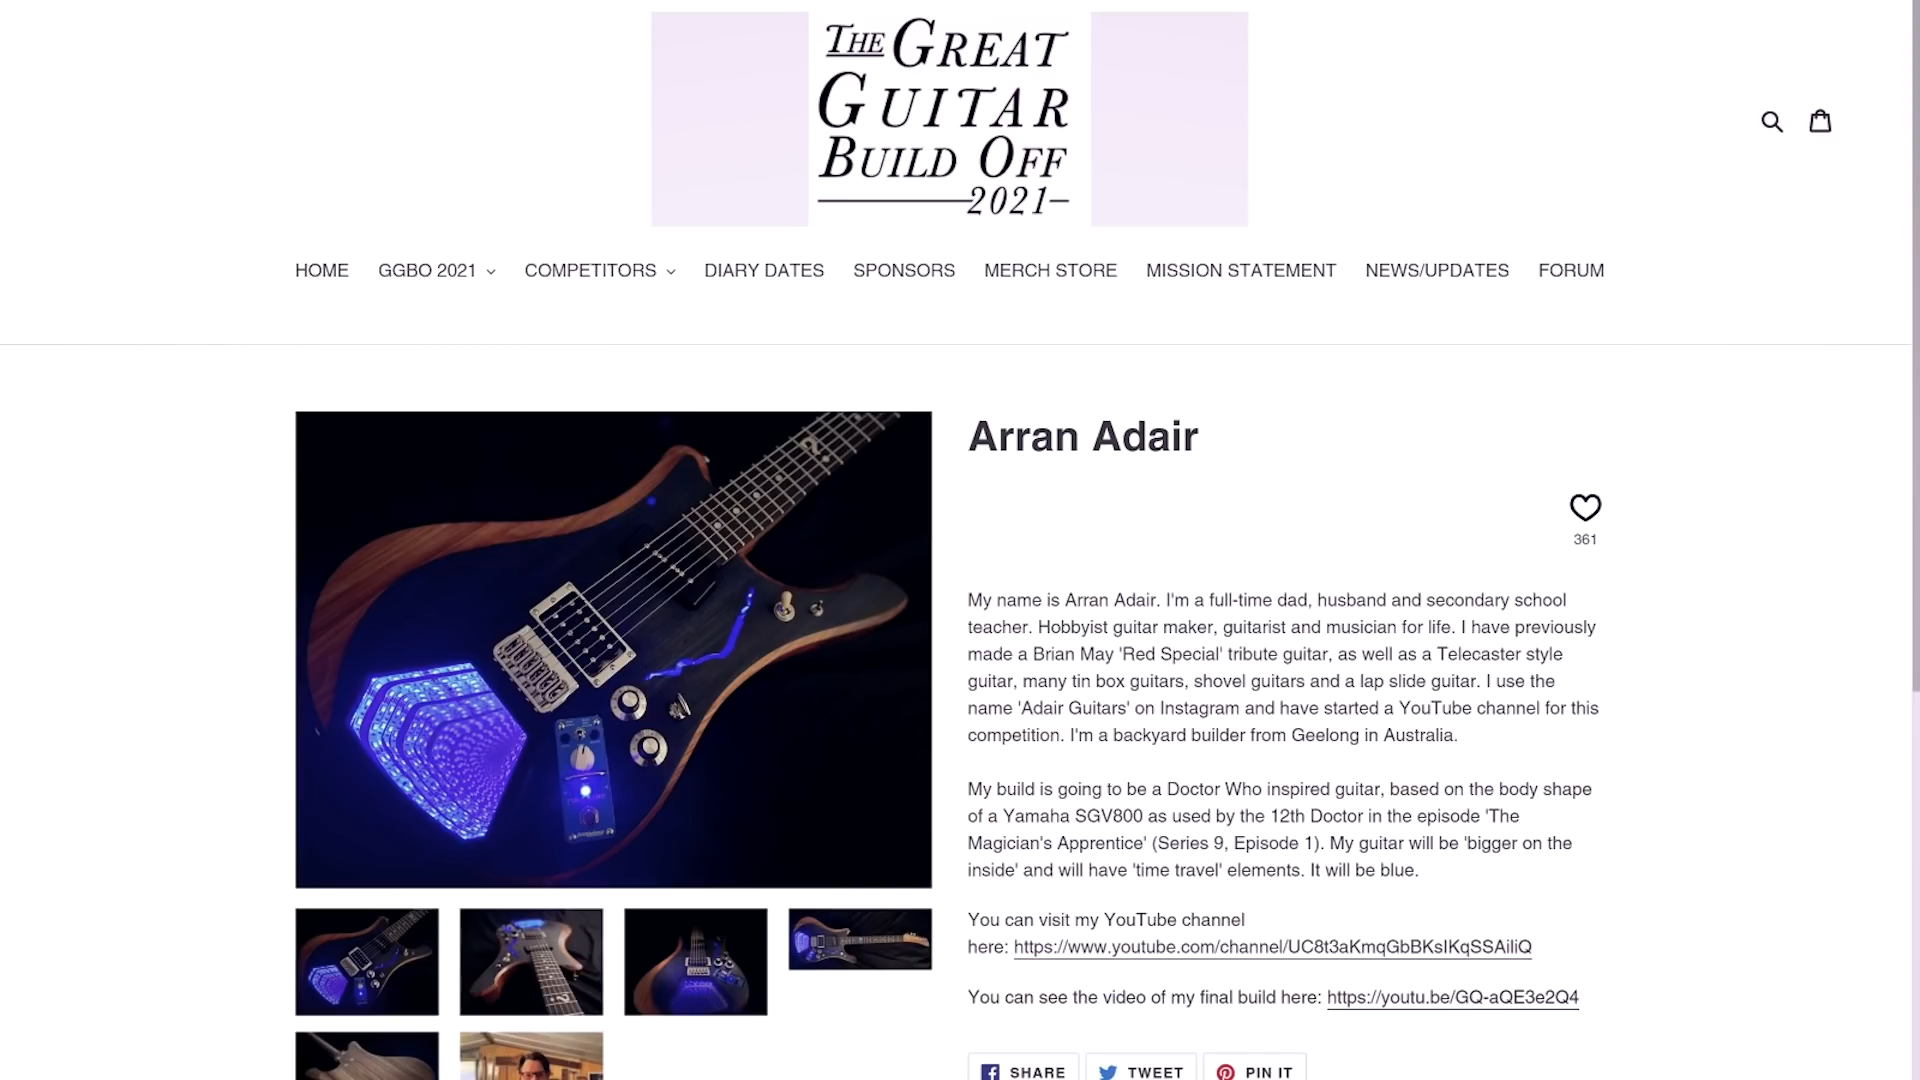 THE GREAT
GUITAR
BUILD OFF
2021
HOME GGBO 2021 COMPETITORS DIARY DATES SPONSORS MERCH STORE MISSION STATEMENT NEWS/UPDATES FORUM
Arran Adair
361
My name is Arran Adair. I'm a full-time dad, husband and secondary school
teacher. Hobbyist guitar maker, guitarist and musician for life. I have previously
made a Brian May 'Red Special' tribute guitar, as well as a Telecaster style
guitar, many tin box guitars, shovel guitars and a lap slide guitar. I use the
name 'Adair Guitars' on Instagram and have started a YouTube channel for this
competition. I'm a backyard builder from Geelong in Australia.
My build is going to be a Doctor Who inspired guitar, based on the body shape
of a Yamaha SGV800 as used by the 12th Doctor in the episode 'The
Magician's Apprentice' (Series 9, Episode 1). My guitar will be 'bigger on the
inside' and will have 'time travel' elements. It will be blue.
You can visit my YouTube channel
here: https://www.youtube.com/channel/UC8t3aKmqGbBKsIKqSSAiliQ
You can see the video of my final build here: https://youtu.be/GQ-aQE3e2Q4
SHARE TWEET PIN IT